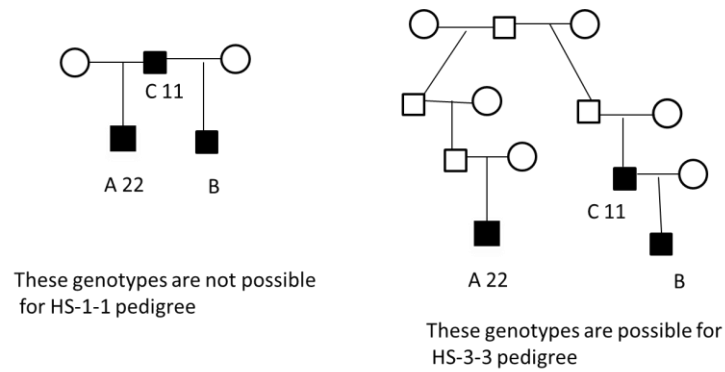 C 11
A 22
B
These genotypes are not possible
for HS-1-1 pedigree
C 11
A 22
B
These genotypes are possible for
HS-3-3 pedigree